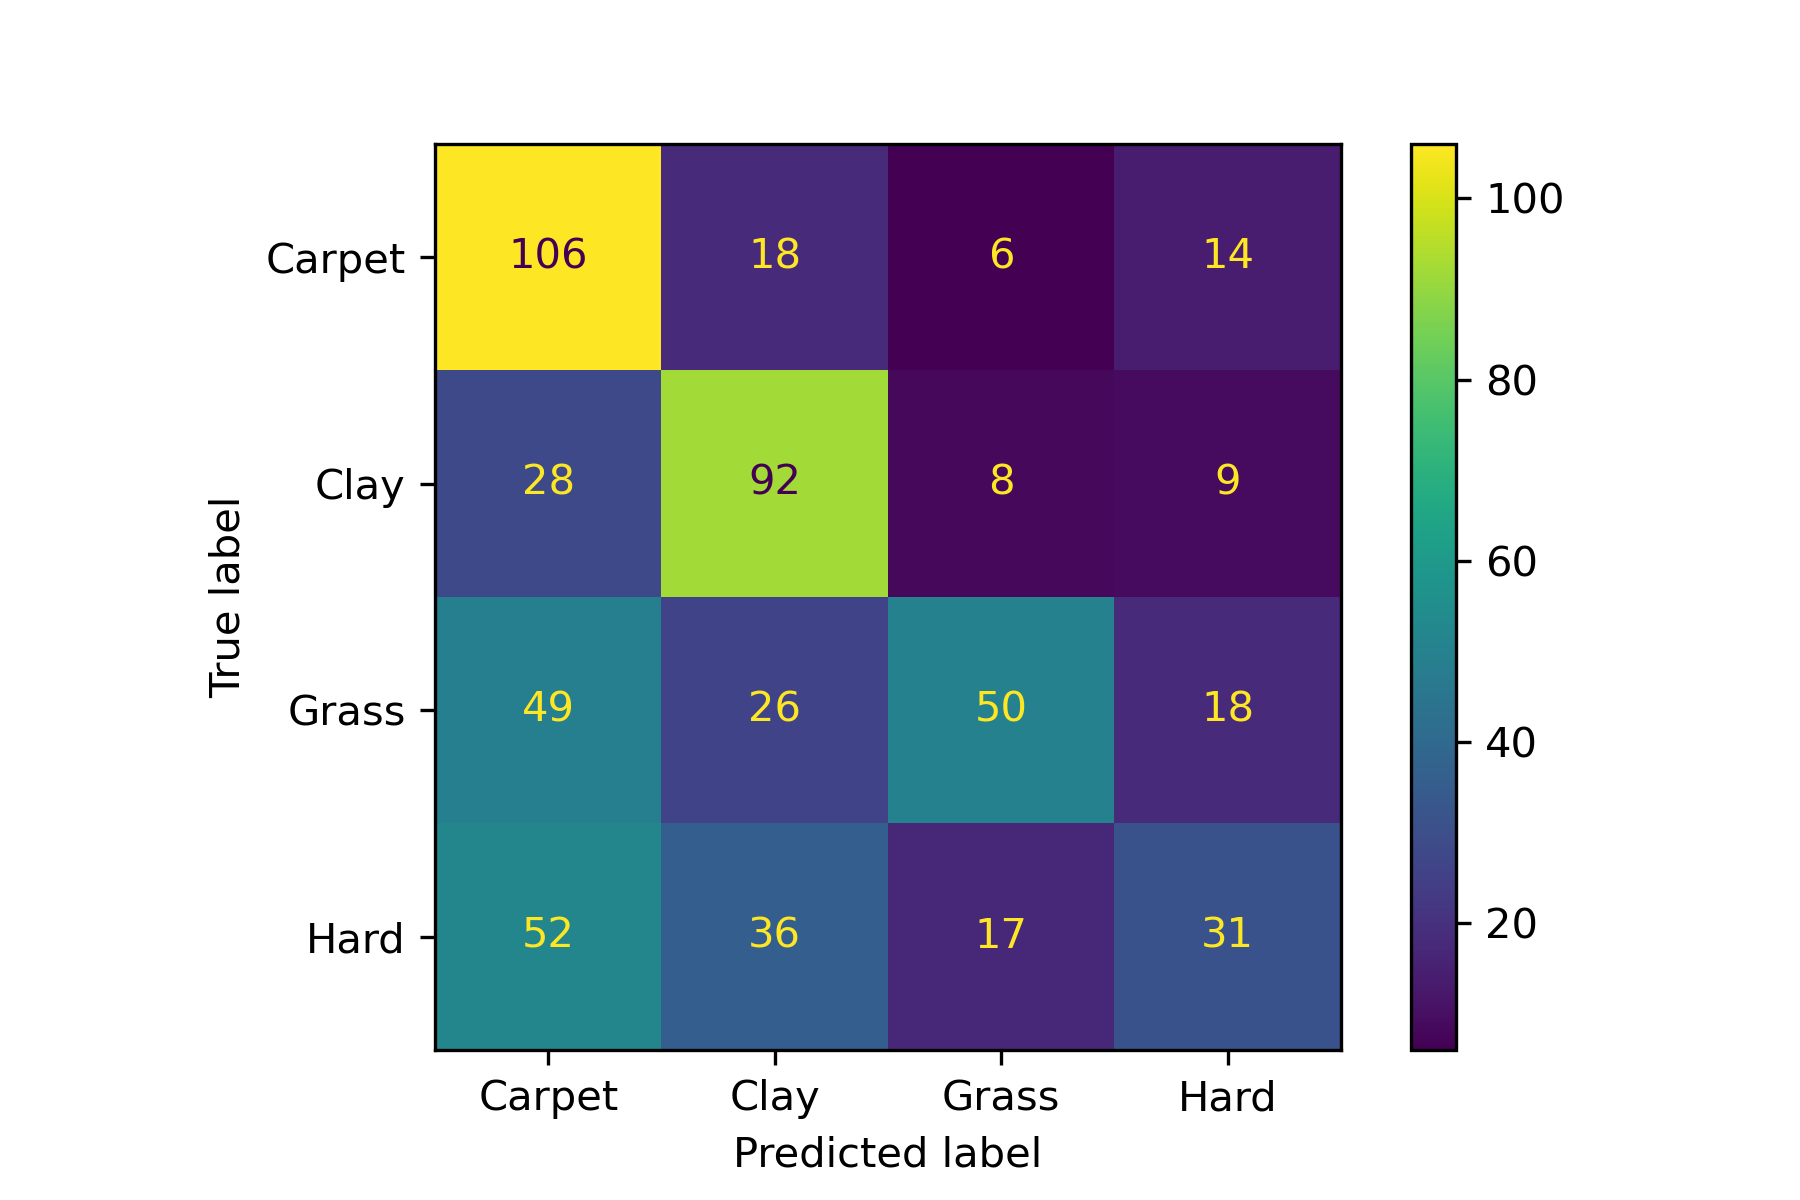 Carpet 106 18 6 14
Clay 28 92 8 9
Grass 49 26 50 18
Hard 52 36 17 31
Carpet Clay Grass Hard
Predicted label
True label
100
80
60
40
20